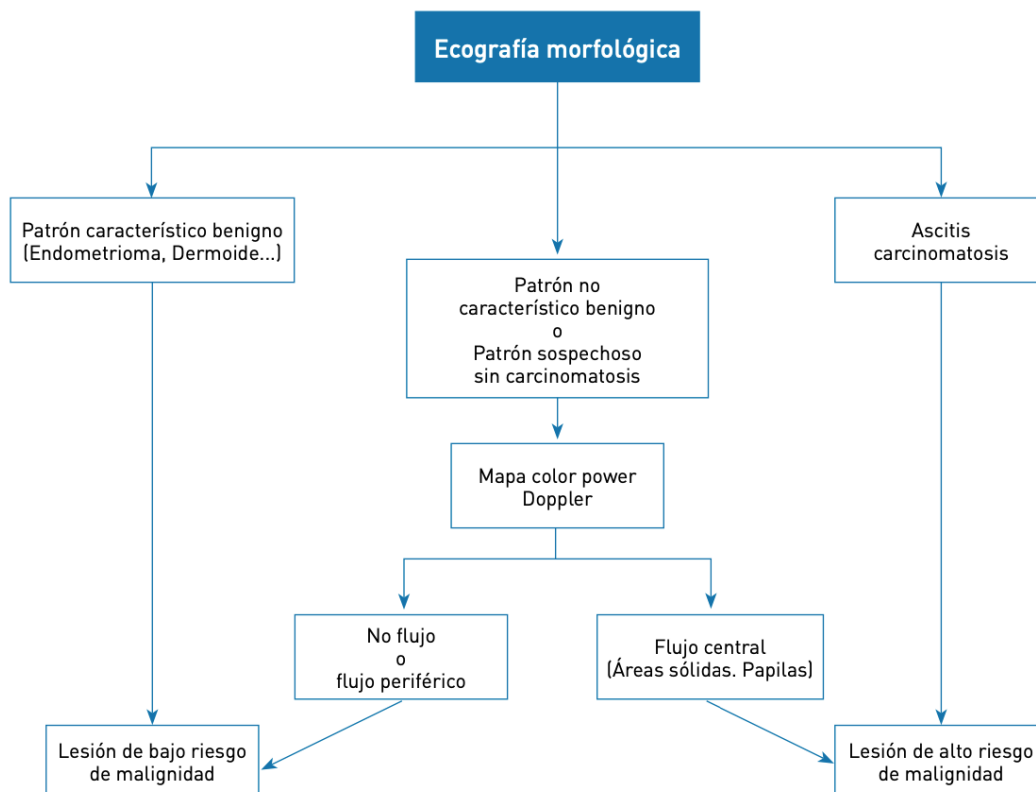 Ecografía morfológica
Patrón característico benigno
(Endometrioma, Dermoide...)
Ascitis
carcinomatosis
Patrón no
característico benigno
o
Patrón sospechoso
sin carcinomatosis
Mapa color power
Doppler
No flujo
o
flujo periférico
Flujo central
(Áreas sólidas. Papilas)
Lesión de bajo riesgo
de malignidad
Lesión de alto riesgo
de malignidad